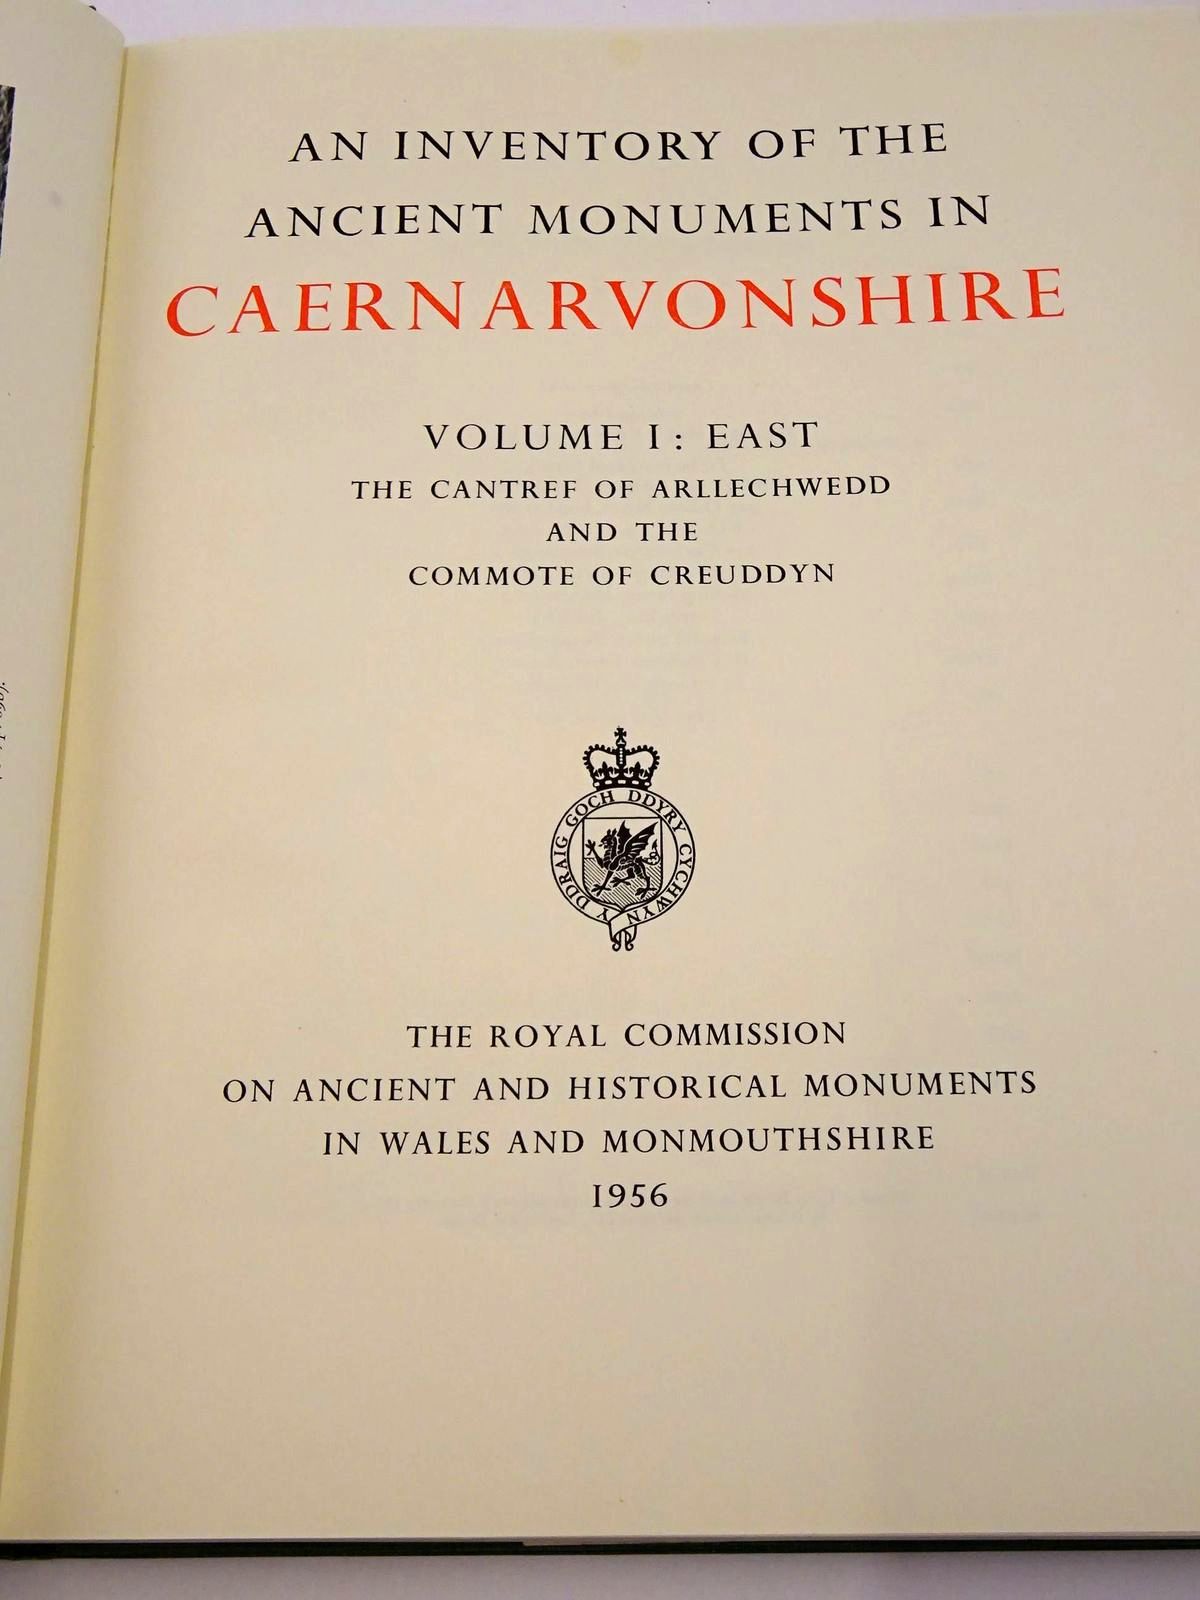 AN INVENTORY OF THE
ANCIENT MONUMENTS IN
CAERNARVONSHIRE
VOLUME I: EAST
THE CANTREF OF ARLLECHWEDD
AND THE
COMMOTE OF CREUDDYN
Y DDRAIG GOCH DDYRY CYCHWYN
THE ROYAL COMMISSION
ON ANCIENT AND HISTORICAL MONUMENTS
IN WALES AND MONMOUTHSHIRE
1956